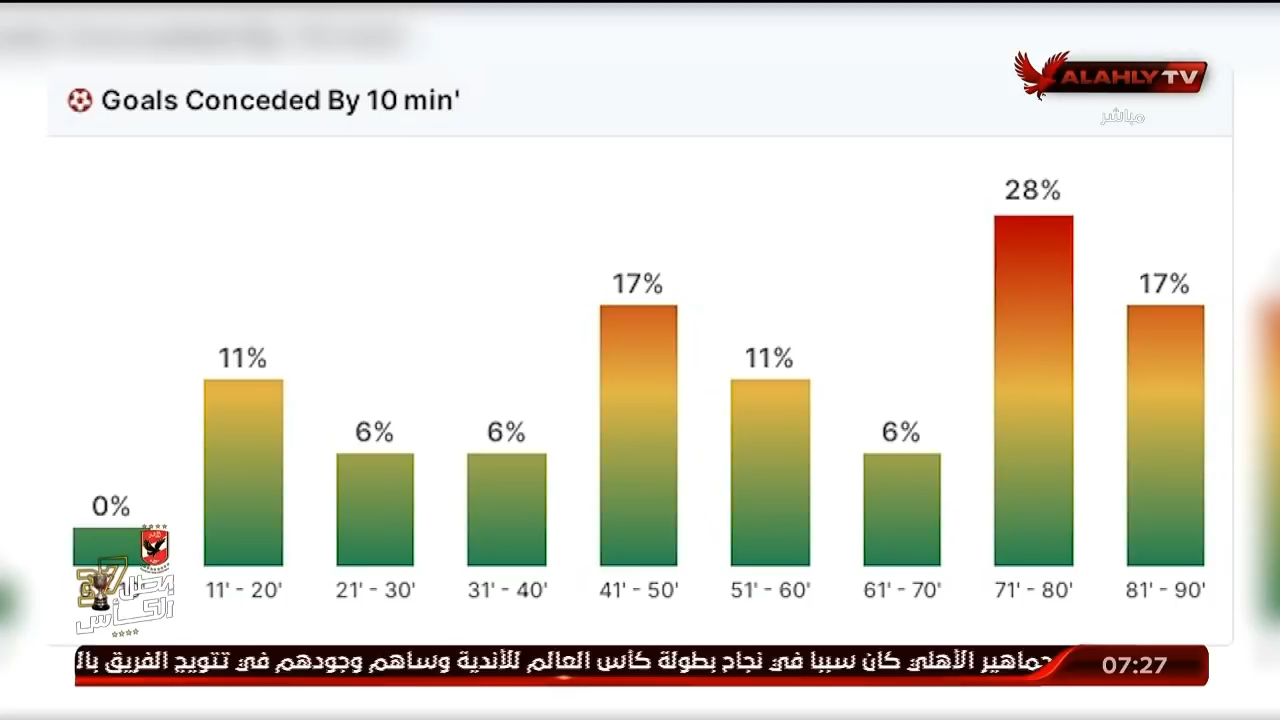 Goals Conceded By 10 min'
ALAHLY TV
مباشر
28%
17%
17%
11%
11%
6%
6%
6%
0%
11' - 20'
21' - 30'
31' - 40'
41' - 50'
51' - 60'
61' - 70'
71' - 80'
81' - 90'
بطل الكأس
جماهير الأهلي كان سببا في نجاح بطولة كأس العالم للأندية وساهم وجودهم في تتويج الفريق بال
07:27